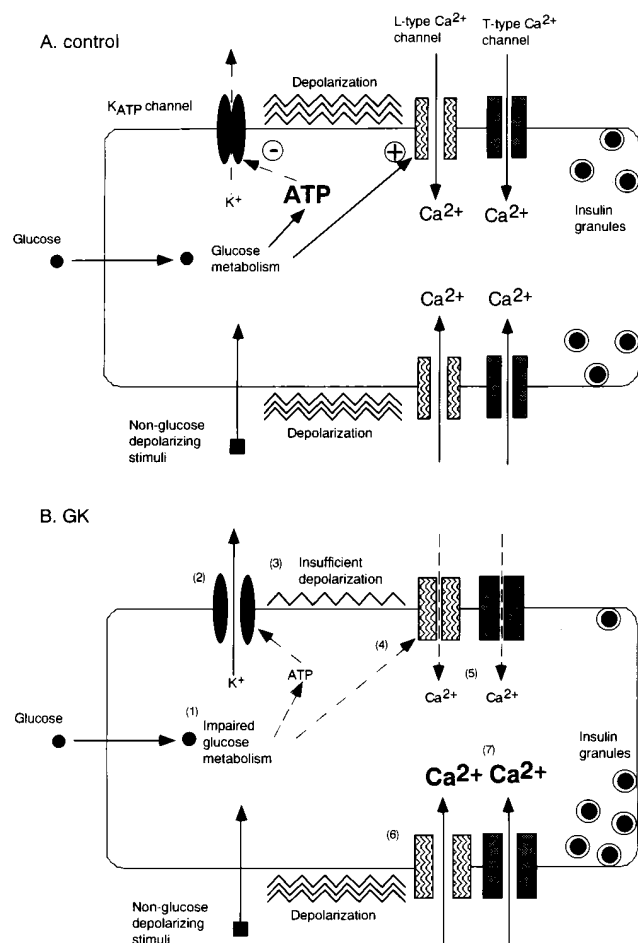 A. control
L-type Ca2+
channel
T-type Ca2+
channel
Depolarization
KATP channel
−
+
ATP
K+
Ca2+
Ca2+
Insulin
granules
Glucose
Glucose
metabolism
Ca2+
Ca2+
Non-glucose
depolarizing
stimuli
Depolarization
B. GK
(2)
(3)
Insufficient
depolarization
(4)
K+
ATP
(5)
Ca2+
Ca2+
Glucose
(1)
Impaired
glucose
metabolism
Insulin
granules
(7)
Ca2+ Ca2+
(6)
Non-glucose
depolarizing
stimuli
Depolarization